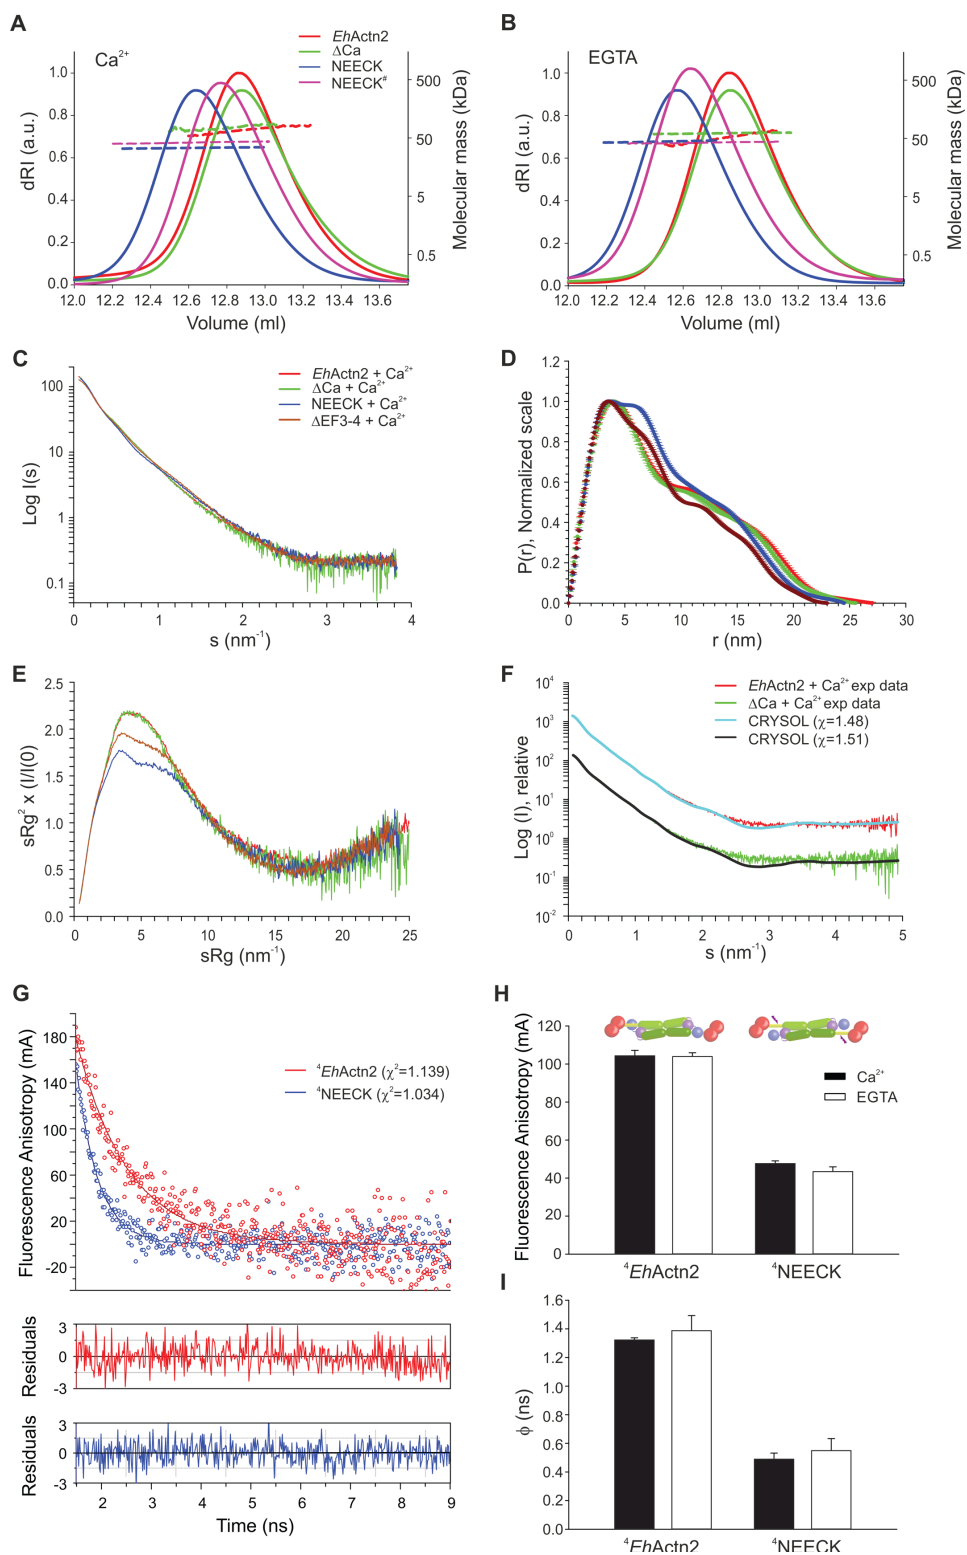 A
Ca²⁺
EhActn2
ΔCa
NEECK
NEECK#
dRI (a.u.)
1.0
0.8
0.6
0.4
0.2
0.0
500
50
5
0.5
Molecular mass (kDa)
12.0 12.2 12.4 12.6 12.8 13.0 13.2 13.4 13.6
Volume (ml)
B
EGTA
dRI (a.u.)
1.0
0.8
0.6
0.4
0.2
0.0
500
50
5
0.5
Molecular mass (kDa)
12.0 12.4 12.6 12.8 13.0 13.2 13.6
Volume (ml)
C
EhActn2 + Ca²⁺
ΔCa + Ca²⁺
NEECK + Ca²⁺
ΔEF3-4 + Ca²⁺
Log I(s)
100
10
1
0.1
0 1 2 3 4
s (nm⁻¹)
D
P(r), Normalized scale
1.2
1.0
0.8
0.6
0.4
0.2
0.0
0 5 10 15 20 25 30
r (nm)
E
sRg² x (I/I(0)
2.5
2.0
1.5
1.0
0.5
0.0
0 5 10 15 20 25
sRg (nm⁻¹)
F
EhActn2 + Ca²⁺ exp data
ΔCa + Ca²⁺ exp data
CRYSOL (χ=1.48)
CRYSOL (χ=1.51)
Log (I), relative
10⁴
10³
10²
10¹
10⁰
10⁻¹
10⁻²
0 1 2 3 4 5
s (nm⁻¹)
G
⁴EhActn2 (χ²=1.139)
⁴NEECK (χ²=1.034)
Fluorescence Anisotropy (mA)
180
140
100
60
20
-20
Residuals
3
0
-3
Residuals
3
0
-3
2 3 4 5 6 7 8 9
Time (ns)
H
Fluorescence Anisotropy (mA)
120
100
80
60
40
20
0
Ca²⁺
EGTA
⁴EhActn2 ⁴NEECK
I
ϕ (ns)
1.6
1.4
1.2
0.8
0.6
0.4
0.2
0.0
⁴EhActn2 ⁴NEECK